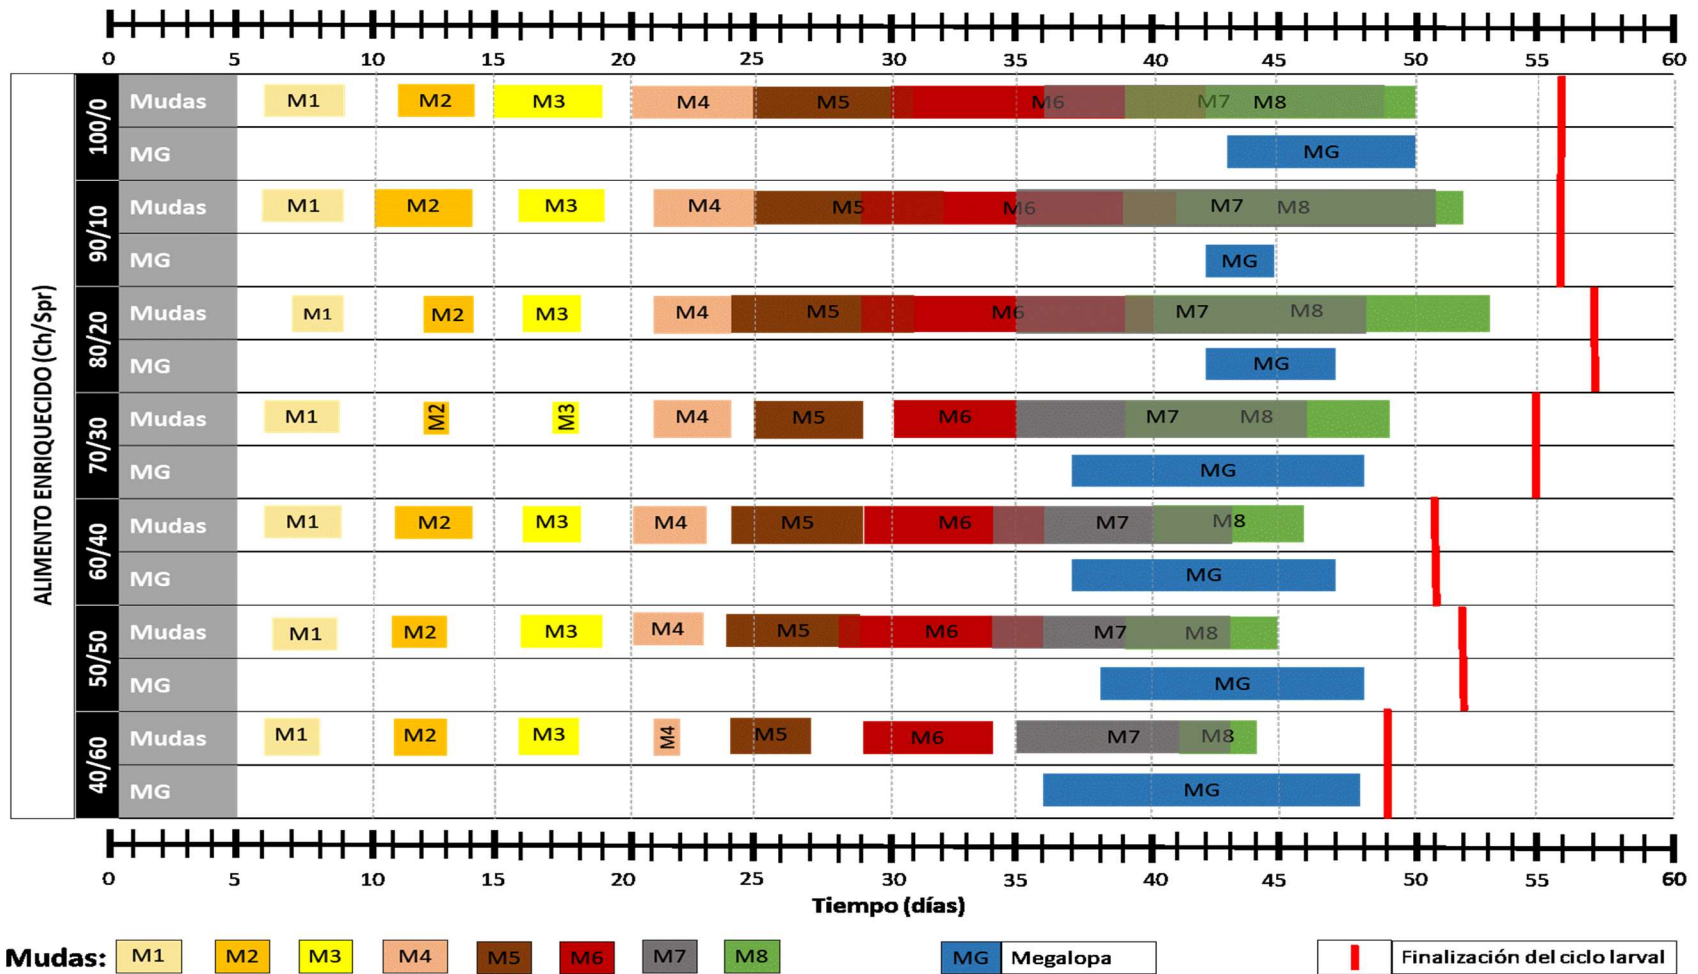 0 5 10 15 20 25 30 35 40 45 50 55 60
ALIMENTO ENRIQUECIDO (Ch/Spr)
100/0
Mudas M1 M2 M3 M4 M5 M6 M7 M8
MG MG
90/10
Mudas M1 M2 M3 M4 M5 M6 M7 M8
MG MG
80/20
Mudas M1 M2 M3 M4 M5 M6 M7 M8
MG MG
70/30
Mudas M1 M2 M3 M4 M5 M6 M7 M8
MG MG
60/40
Mudas M1 M2 M3 M4 M5 M6 M7 M8
MG MG
50/50
Mudas M1 M2 M3 M4 M5 M6 M7 M8
MG MG
40/60
Mudas M1 M2 M3 M4 M5 M6 M7 M8
MG MG
0 5 10 15 20 25 30 35 40 45 50 55 60
Tiempo (días)
Mudas: M1 M2 M3 M4 M5 M6 M7 M8 MG Megalopa Finalización del ciclo larval